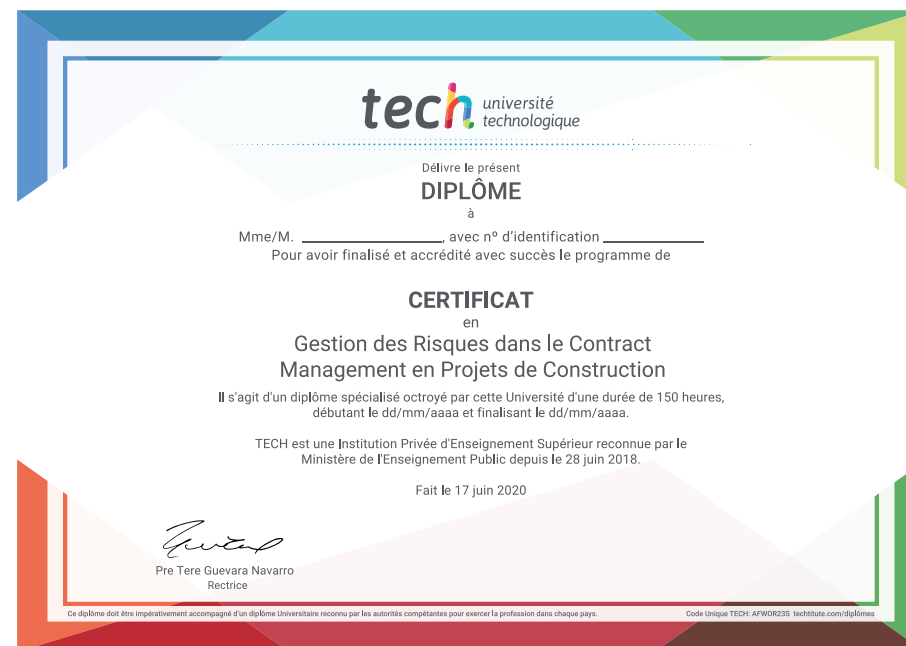 tech université
technologique
Délivre le présent
DIPLÔME
à
Mme/M. ____________________, avec nº d'identification ______________
Pour avoir finalisé et accrédité avec succès le programme de
CERTIFICAT
en
Gestion des Risques dans le Contract
Management en Projets de Construction
Il s'agit d'un diplôme spécialisé octroyé par cette Université d'une durée de 150 heures,
débutant le dd/mm/aaaa et finalisant le dd/mm/aaaa.
TECH est une Institution Privée d'Enseignement Supérieur reconnue par le
Ministère de l'Enseignement Public depuis le 28 juin 2018.
Fait le 17 juin 2020
Pre Tere Guevara Navarro
Rectrice
Ce diplôme doit être impérativement accompagné d'un diplôme Universitaire reconnu par les autorités compétantes pour exercer la profession dans chaque pays.
Code Unique TECH: AFWOR23S techtitute.com/diplômes